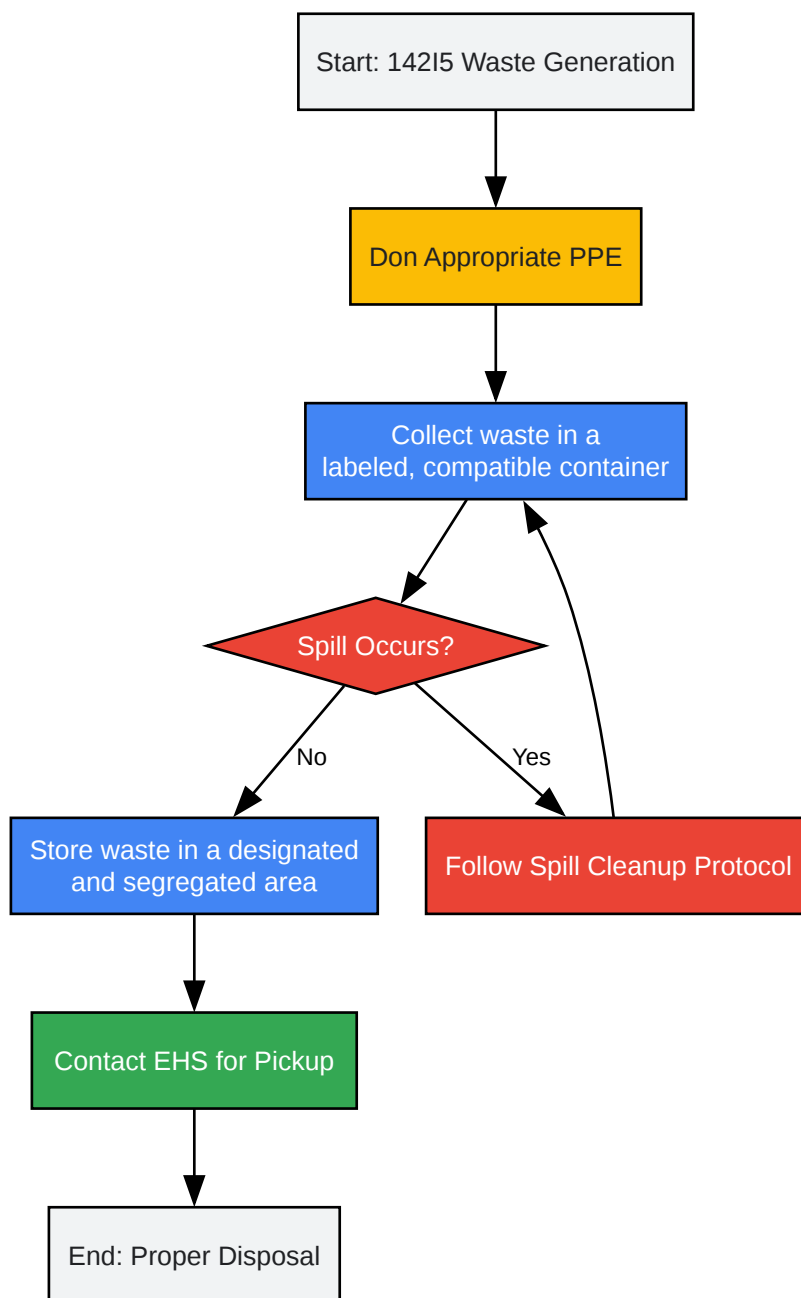 Start: 142I5 Waste Generation
Don Appropriate PPE
Collect waste in a
labeled, compatible container
Spill Occurs?
No
Yes
Store waste in a designated
and segregated area
Follow Spill Cleanup Protocol
Contact EHS for Pickup
End: Proper Disposal